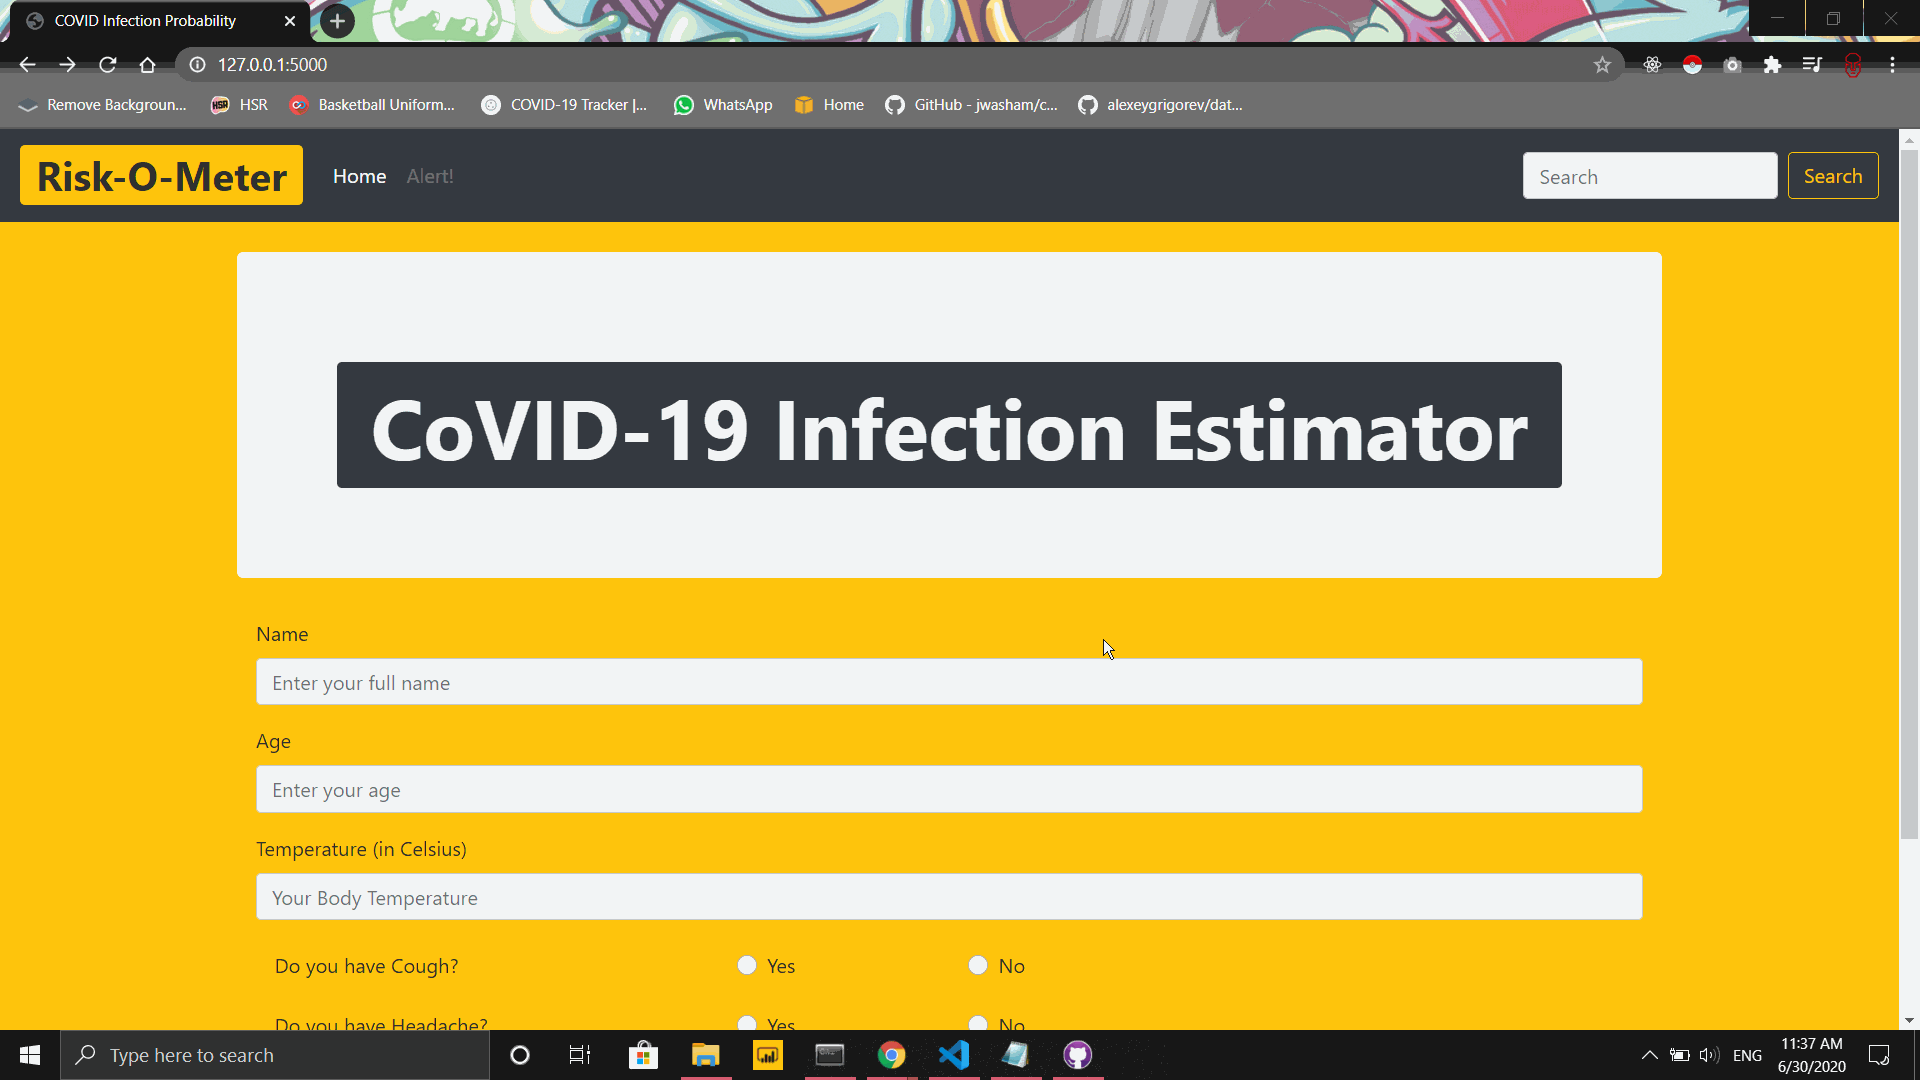 COVID Infection Probability
127.0.0.1:5000
Remove Backgroun... HSR Basketball Uniform... COVID-19 Tracker |... WhatsApp Home GitHub - jwasham/c... alexeygrigorev/dat...
Risk-O-Meter Home Alert! Search Search
CoVID-19 Infection Estimator
Name
Enter your full name
Age
Enter your age
Temperature (in Celsius)
Your Body Temperature
Do you have Cough? Yes No
Do you have Headache? Yes No
Type here to search ENG 11:37 AM
6/30/2020